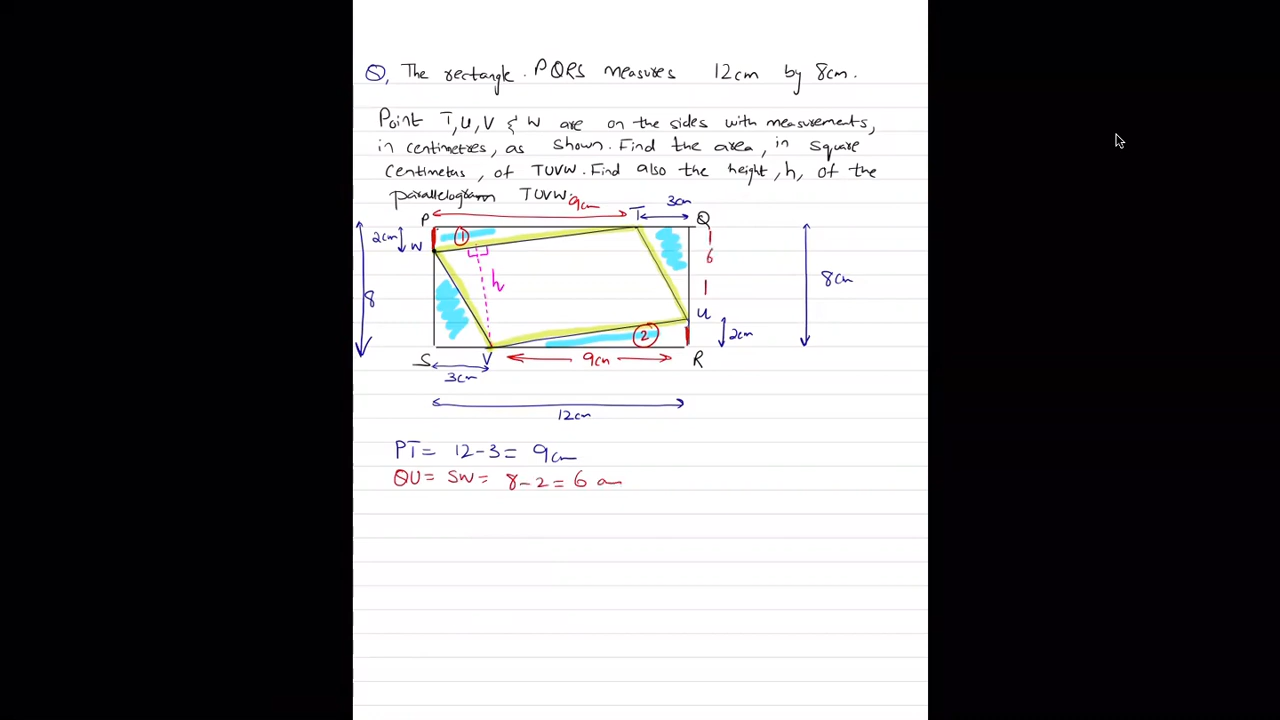 Q, The rectangle. PQRS measures 12cm by 8cm.
Point T,U,V & W are on the sides with measurements,
in centimetres, as shown. Find the area, in square
centimetas, of TUVW. Find also the height, h, of the
parallelogram TUVW.
9cm 3cm
P T Q
2cm W 1
6
h 8cm
8
U
2 2cm
S V 9cm R
3cm
12cm
PT = 12-3 = 9cm
QU = SW = 8-2 = 6 cm